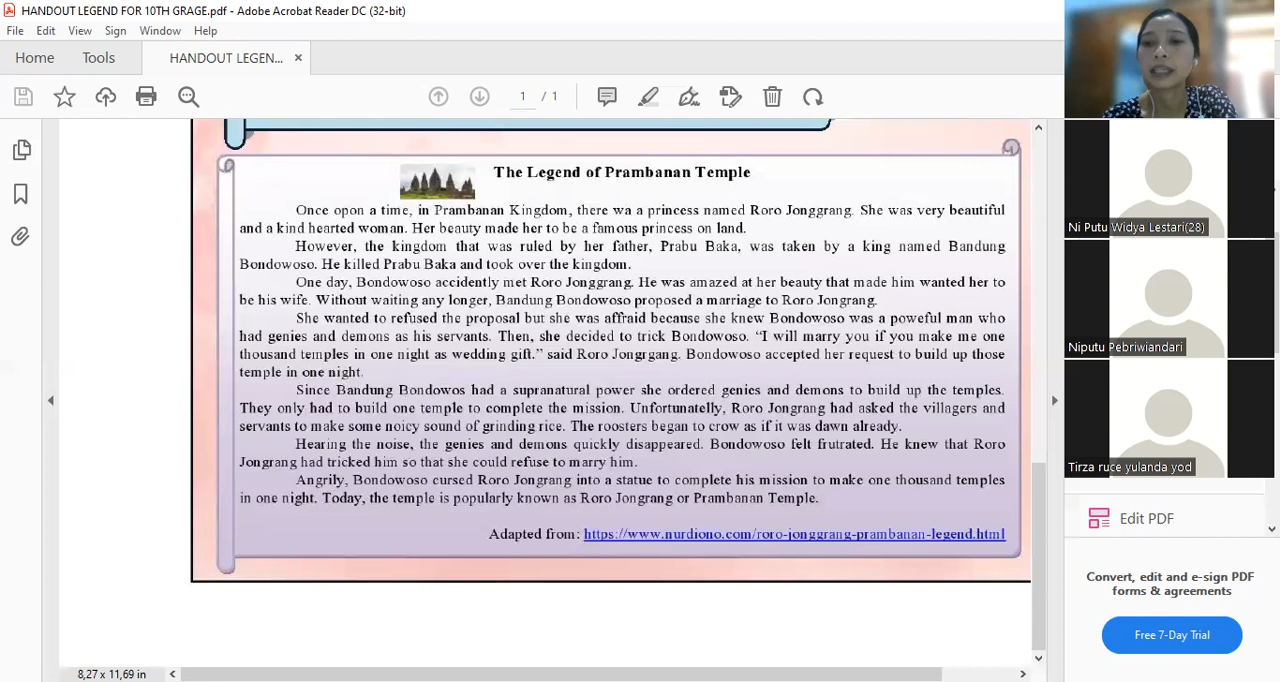 HANDOUT LEGEND FOR 10TH GRAGE.pdf - Adobe Acrobat Reader DC (32-bit)
File Edit View Sign Window Help
Home Tools HANDOUT LEGEN... ×
1 / 1
The Legend of Prambanan Temple
Once opon a time, in Prambanan Kingdom, there wa a princess named Roro Jonggrang. She was very beautiful
and a kind hearted woman. Her beauty made her to be a famous princess on land.
However, the kingdom that was ruled by her father, Prabu Baka, was taken by a king named Bandung
Bondowoso. He killed Prabu Baka and took over the kingdom.
One day, Bondowoso accidently met Roro Jonggrang. He was amazed at her beauty that made him wanted her to
be his wife. Without waiting any longer, Bandung Bondowoso proposed a marriage to Roro Jongrang.
She wanted to refused the proposal but she was affraid because she knew Bondowoso was a poweful man who
had genies and demons as his servants. Then, she decided to trick Bondowoso. “I will marry you if you make me one
thousand temples in one night as wedding gift.” said Roro Jongrgang. Bondowoso accepted her request to build up those
temple in one night.
Since Bandung Bondowos had a supranatural power she ordered genies and demons to build up the temples.
They only had to build one temple to complete the mission. Unfortunatelly, Roro Jongrang had asked the villagers and
servants to make some noicy sound of grinding rice. The roosters began to crow as if it was dawn already.
Hearing the noise, the genies and demons quickly disappeared. Bondowoso felt frutrated. He knew that Roro
Jongrang had tricked him so that she could refuse to marry him.
Angrily, Bondowoso cursed Roro Jongrang into a statue to complete his mission to make one thousand temples
in one night. Today, the temple is popularly known as Roro Jongrang or Prambanan Temple.
Adapted from: https://www.nurdiono.com/roro-jonggrang-prambanan-legend.html
8,27 x 11,69 in
Ni Putu Widya Lestari(28)
Niputu Pebriwiandari
Tirza ruce yulanda yod
Edit PDF
Convert, edit and e-sign PDF
forms & agreements
Free 7-Day Trial